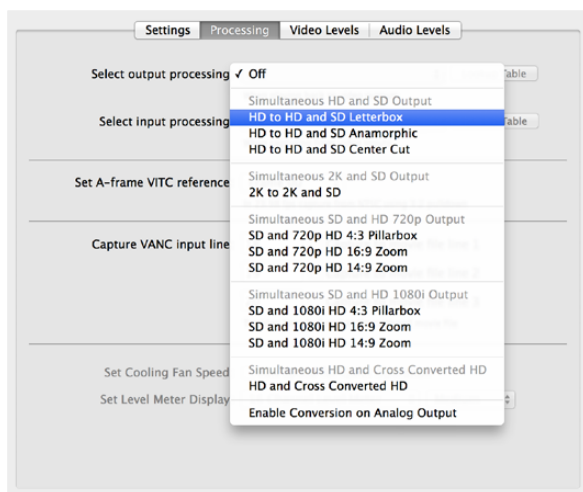 Settings Processing Video Levels Audio Levels
Select output processing ✓ Off Table
Simultaneous HD and SD Output
HD to HD and SD Letterbox
Select input processing Table
HD to HD and SD Anamorphic
HD to HD and SD Center Cut
Simultaneous 2K and SD Output
Set A-frame VITC reference
2K to 2K and SD
Simultaneous SD and HD 720p Output
SD and 720p HD 4:3 Pillarbox
Capture VANC input line
SD and 720p HD 16:9 Zoom
SD and 720p HD 14:9 Zoom
Simultaneous SD and HD 1080i Output
SD and 1080i HD 4:3 Pillarbox
SD and 1080i HD 16:9 Zoom
SD and 1080i HD 14:9 Zoom
Simultaneous HD and Cross Converted HD
Set Cooling Fan Speed
HD and Cross Converted HD
Set Level Meter Display
Enable Conversion on Analog Output